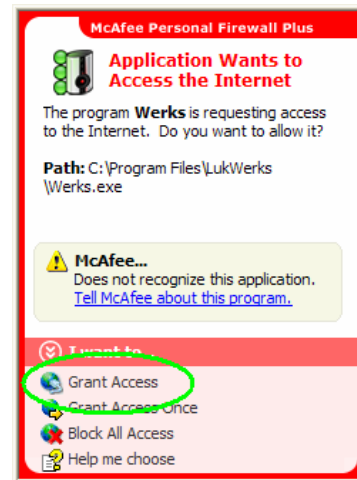 McAfee Personal Firewall Plus
Application Wants to
Access the Internet
The program Werks is requesting access
to the Internet. Do you want to allow it?
Path: C:\Program Files\LukWerks
\Werks.exe
McAfee...
Does not recognize this application.
Tell McAfee about this program.
I want to...
Grant Access
Grant Access Once
Block All Access
Help me choose